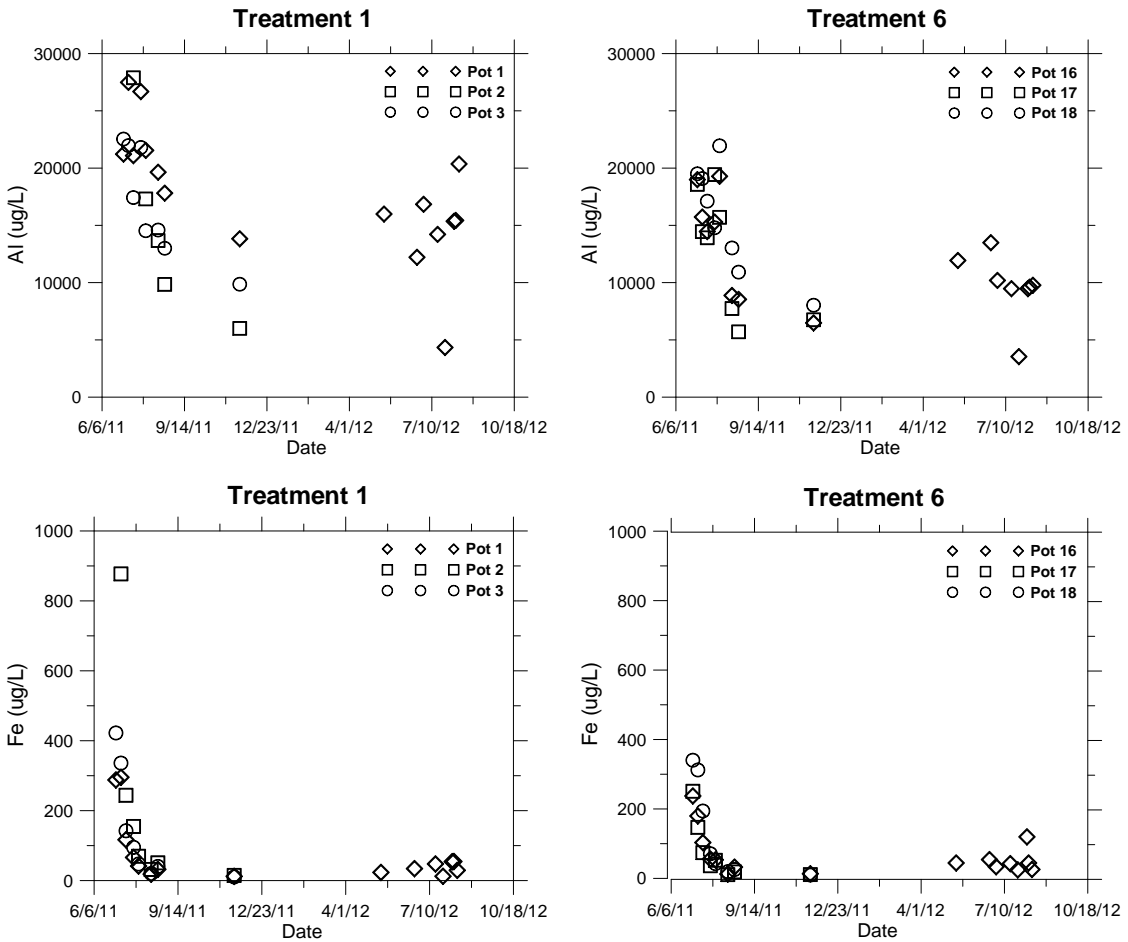 Treatment 1
Treatment 6
30000
20000
10000
0
Al (ug/L)
Pot 1
Pot 2
Pot 3
6/6/11 9/14/11 12/23/11 4/1/12 7/10/12 10/18/12
Date
30000
20000
10000
0
Al (ug/L)
Pot 16
Pot 17
Pot 18
6/6/11 9/14/11 12/23/11 4/1/12 7/10/12 10/18/12
Date
Treatment 1
Treatment 6
1000
800
600
400
200
0
Fe (ug/L)
Pot 1
Pot 2
Pot 3
6/6/11 9/14/11 12/23/11 4/1/12 7/10/12 10/18/12
Date
1000
800
600
400
200
0
Fe (ug/L)
Pot 16
Pot 17
Pot 18
6/6/11 9/14/11 12/23/11 4/1/12 7/10/12 10/18/12
Date